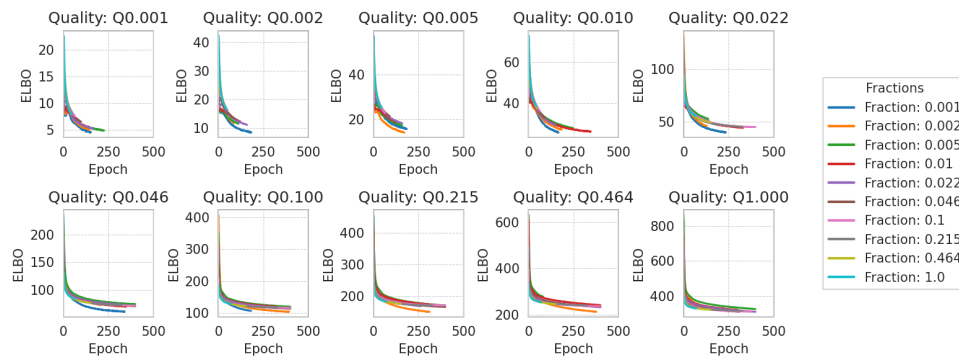 Quality: Q0.001
Quality: Q0.002
Quality: Q0.005
Quality: Q0.010
Quality: Q0.022
ELBO
20
15
10
5
0
250
500
Epoch
ELBO
40
30
20
10
0
250
500
Epoch
ELBO
40
20
0
250
500
Epoch
ELBO
60
40
0
250
500
Epoch
ELBO
100
50
0
250
500
Epoch
Quality: Q0.046
Quality: Q0.100
Quality: Q0.215
Quality: Q0.464
Quality: Q1.000
ELBO
200
150
100
0
250
500
Epoch
ELBO
400
300
200
100
0
250
500
Epoch
ELBO
400
300
200
0
250
500
Epoch
ELBO
600
400
200
0
250
500
Epoch
ELBO
800
600
400
0
250
500
Epoch
Fractions
Fraction: 0.001
Fraction: 0.002
Fraction: 0.005
Fraction: 0.01
Fraction: 0.022
Fraction: 0.046
Fraction: 0.1
Fraction: 0.215
Fraction: 0.464
Fraction: 1.0